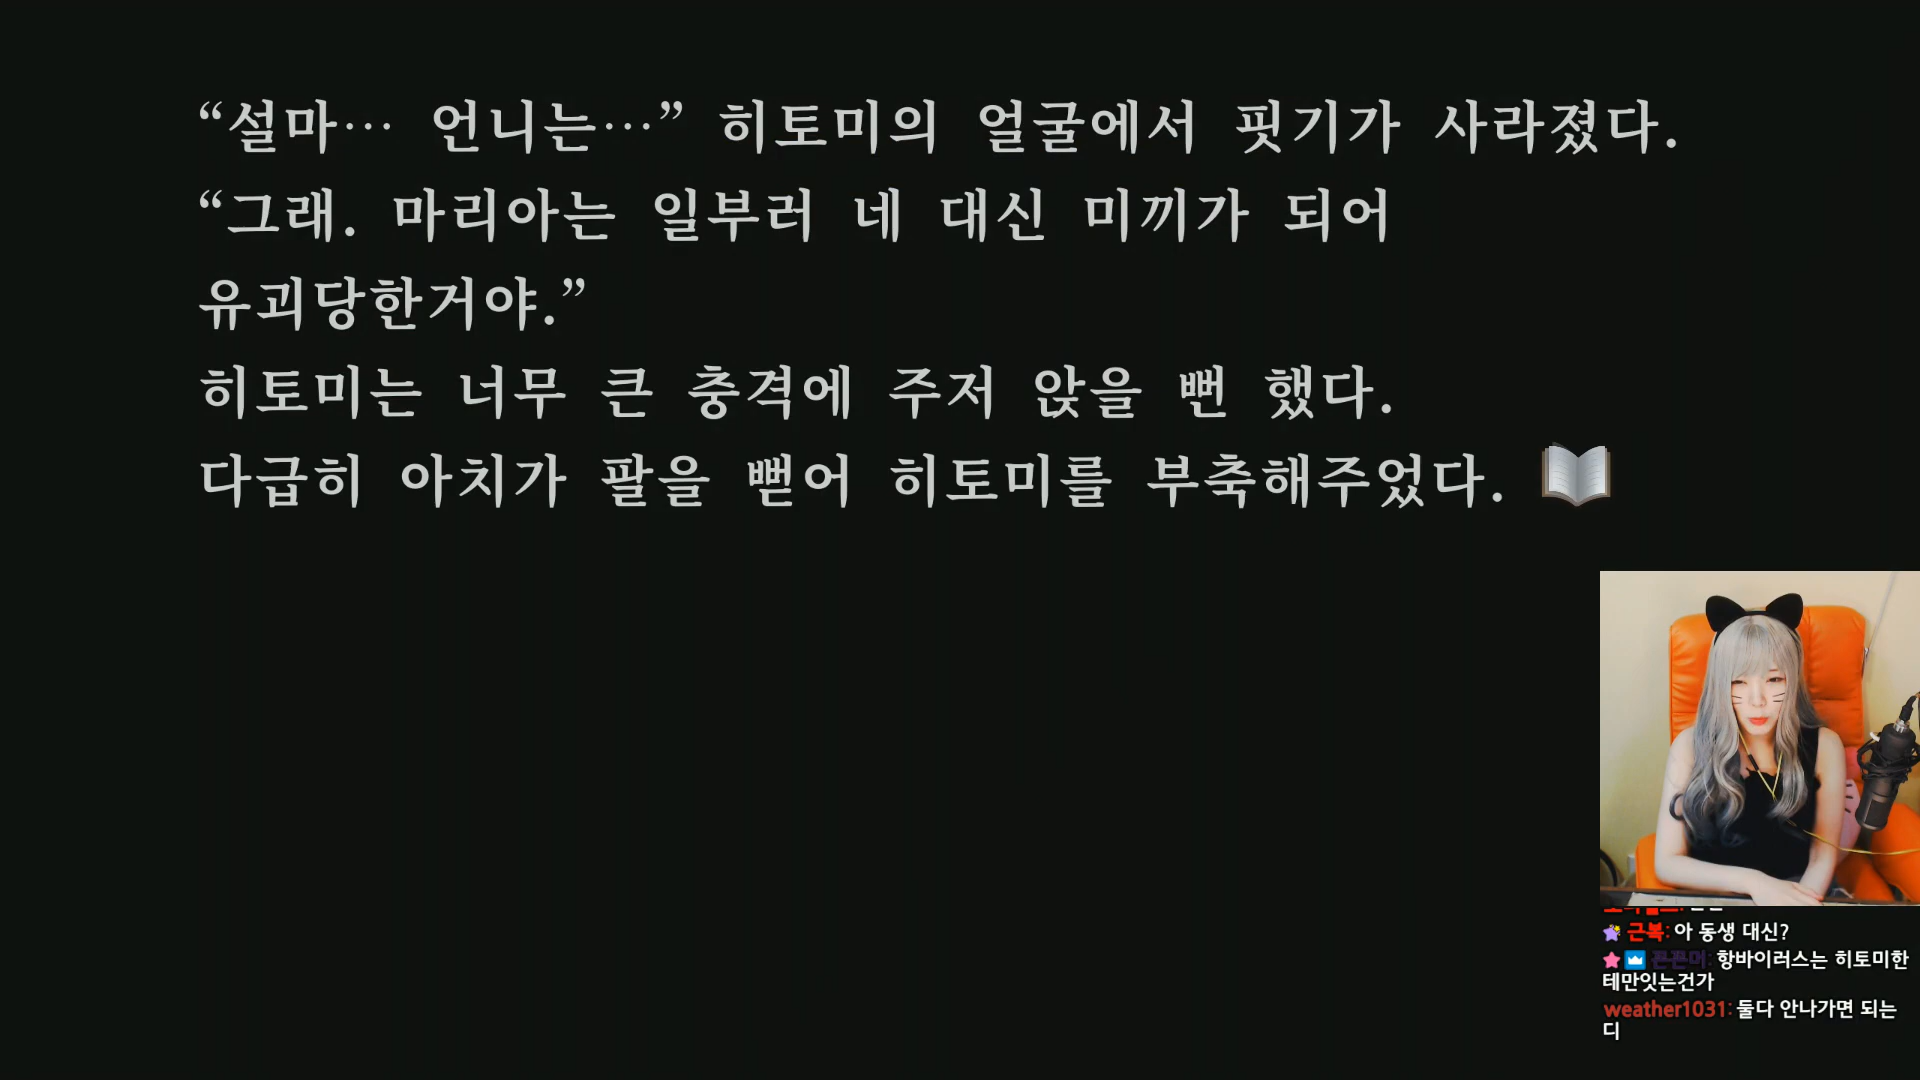 “설마… 언니는…” 히토미의 얼굴에서 핏기가 사라졌다.
“그래. 마리아는 일부러 네 대신 미끼가 되어
유괴당한거야.”
히토미는 너무 큰 충격에 주저 앉을 뻔 했다.
다급히 아치가 팔을 뻗어 히토미를 부축해주었다.
근복: 아 동생 대신?
항바이러스는 히토미한
테만잇는건가
weather1031: 둘다 안나가면 되는
디